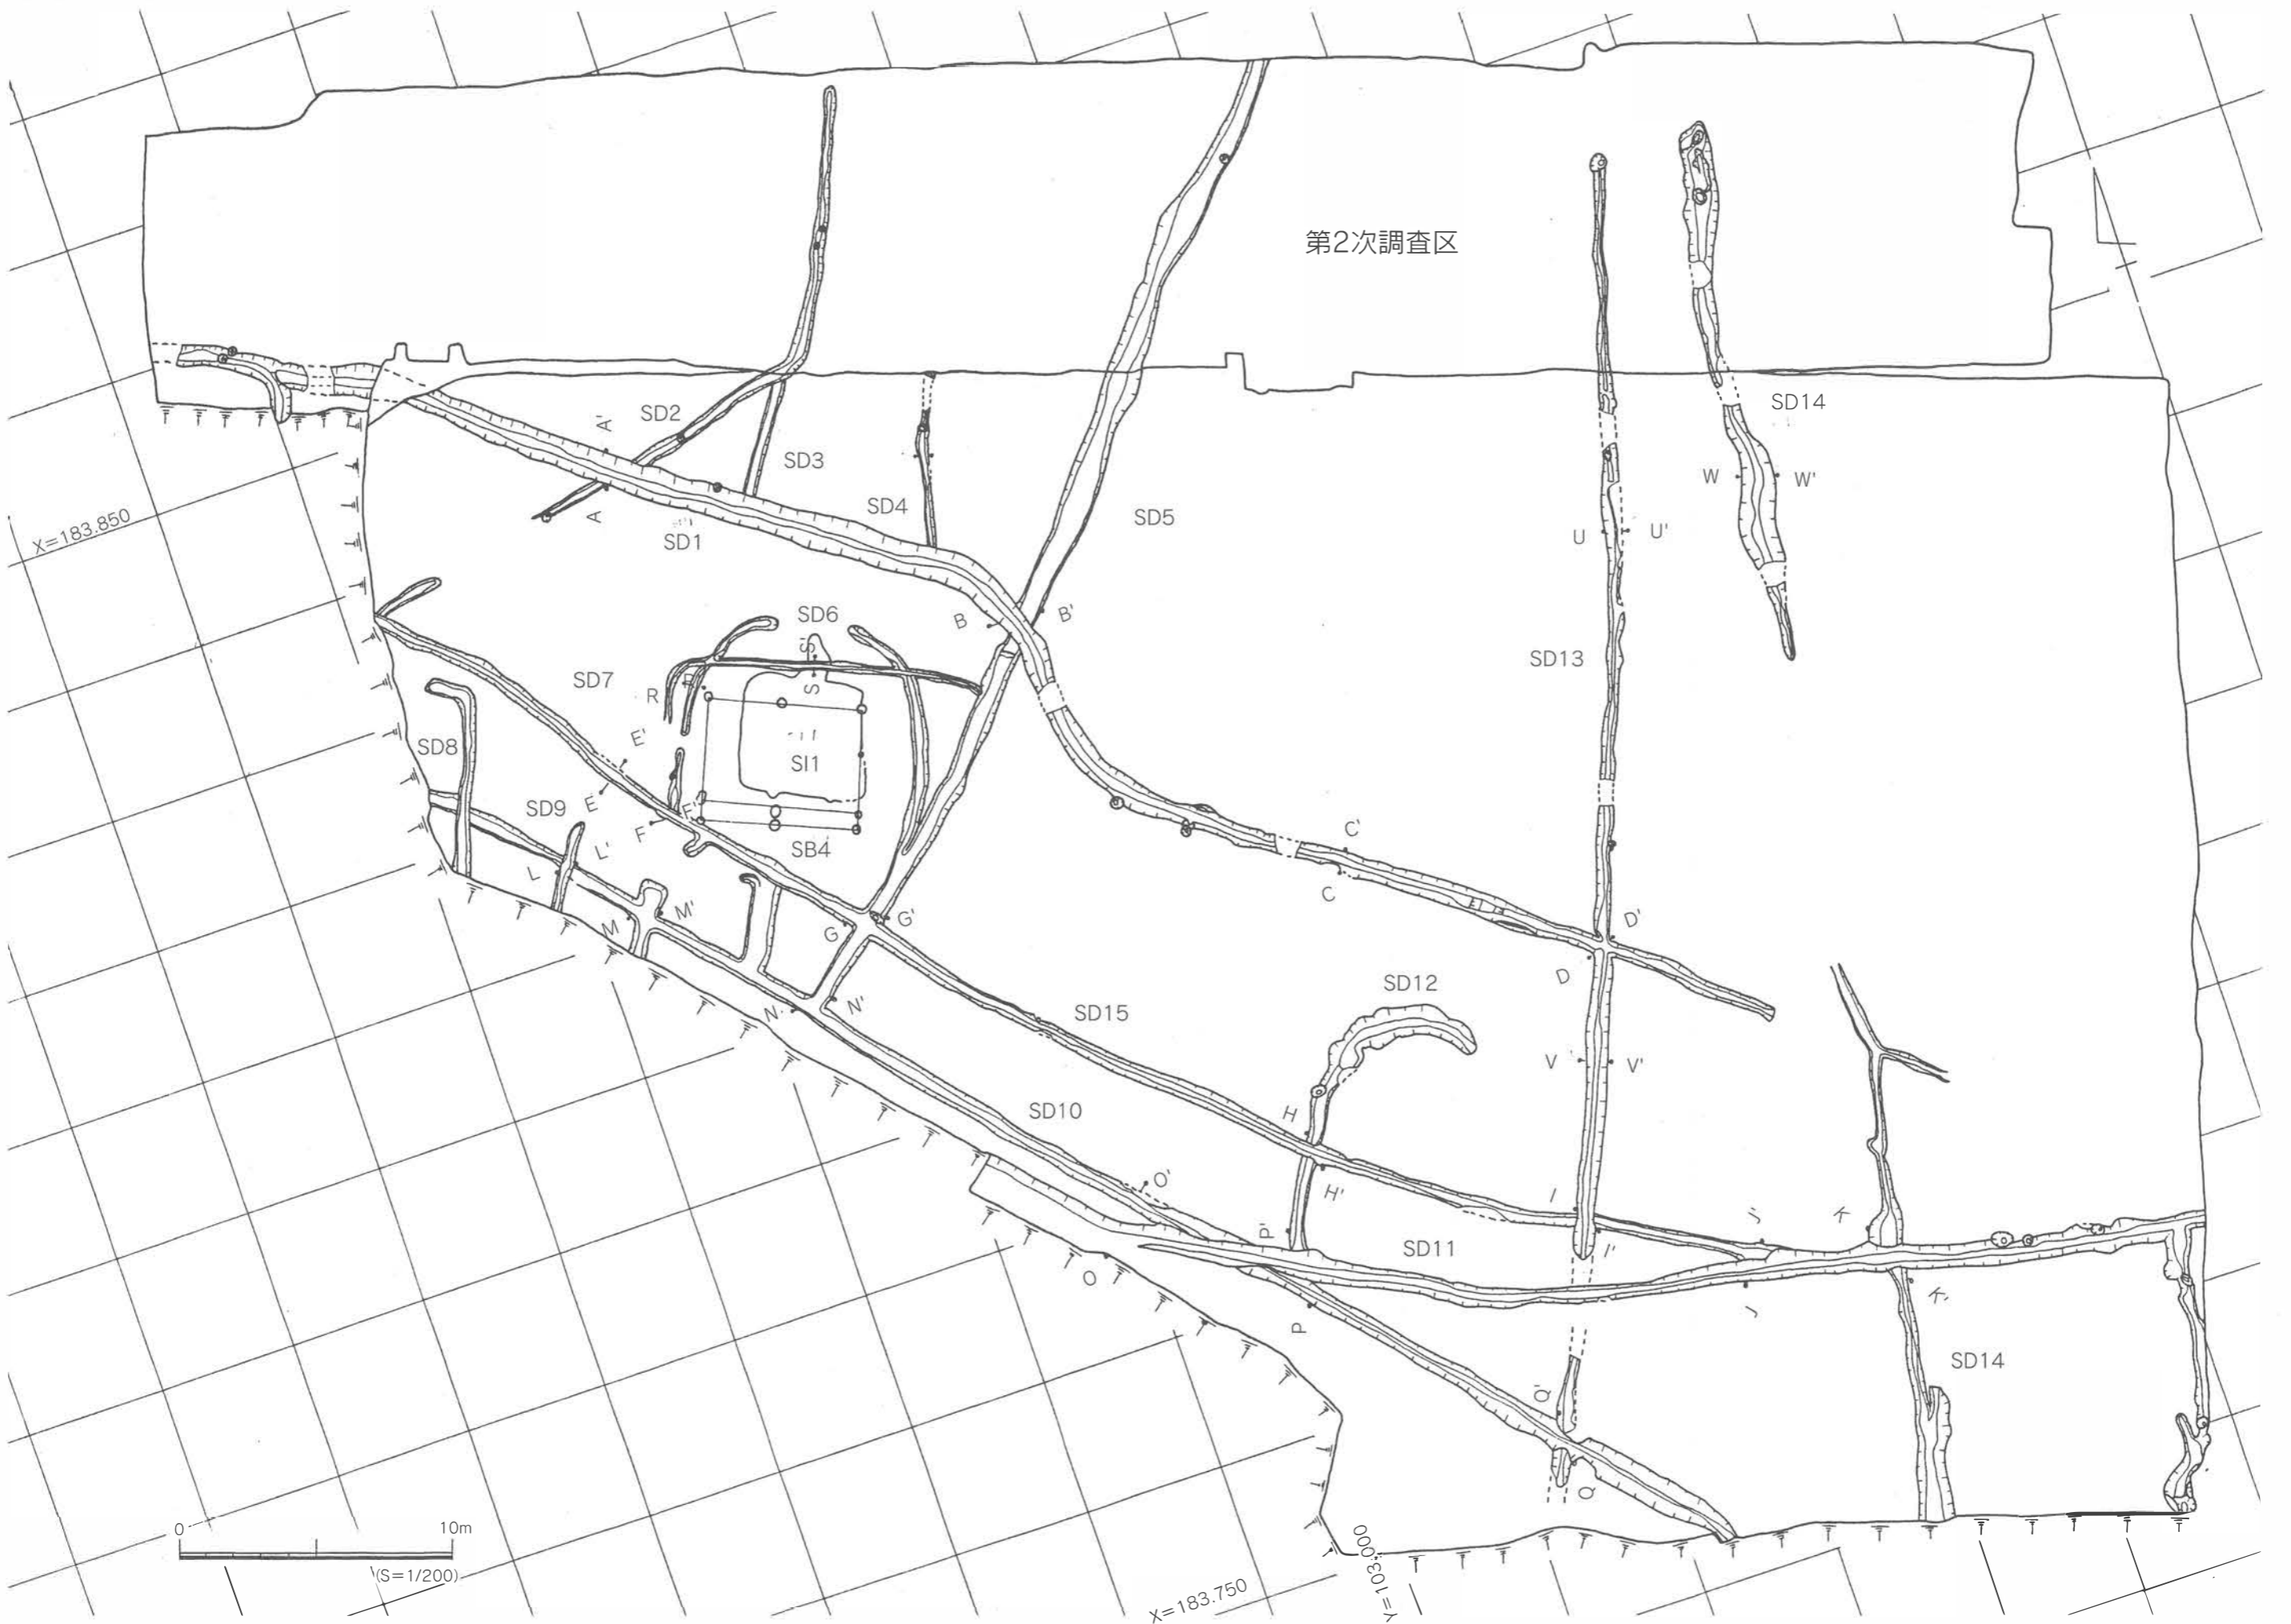 第2次調査区
SD14
SD2
A'
SD3
W
W'
SD4
SD5
A
U
U'
X=183.850
SD1
SD6
B
B'
S'
SD13
SD7
R
S
E'
SD8
SI1
E
SD9
F'
F
C'
SB4
L'
L
C
M'
G'
D'
M
G
D
SD12
N'
N
SD15
V
V'
SD10
H
O'
H'
I
P'
J'
K
SD11
I'
O
K'
J
P
SD14
Q'
Q
0
10m
(S=1/200)
Y=103.000
X=183.750